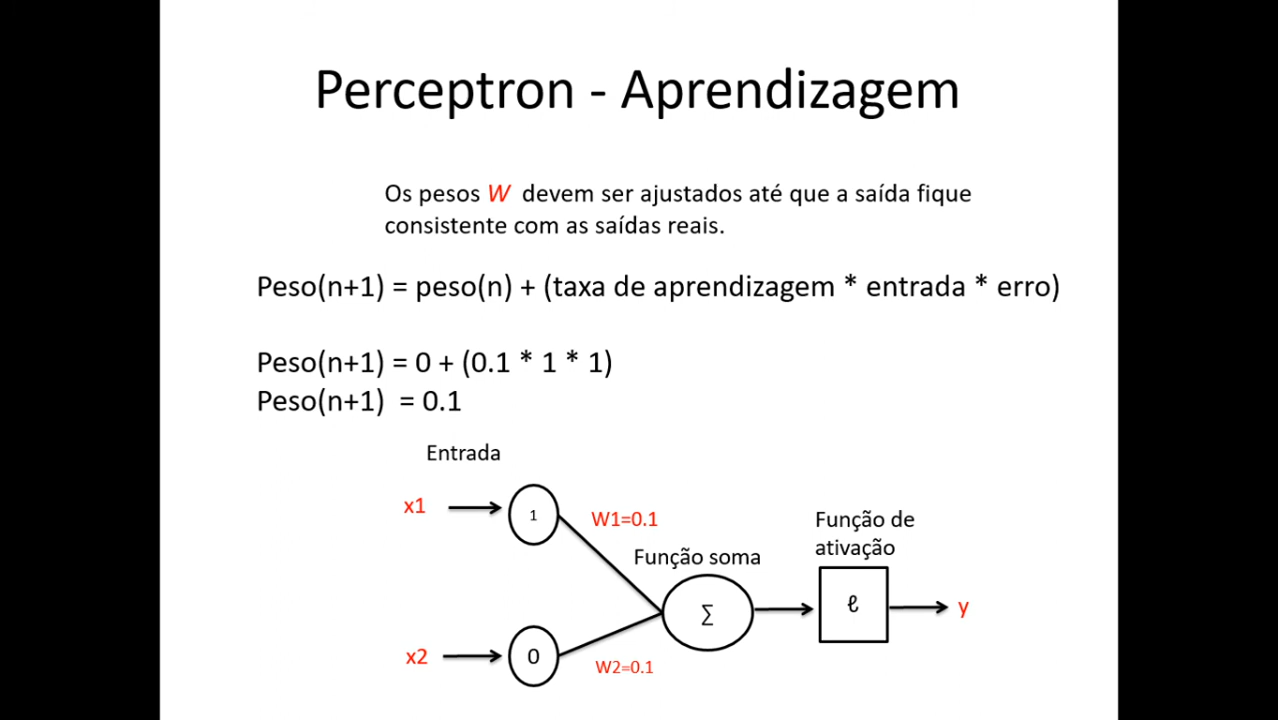 Perceptron - Aprendizagem
Os pesos W devem ser ajustados até que a saída fique
consistente com as saídas reais.
Peso(n+1) = peso(n) + (taxa de aprendizagem * entrada * erro)
Peso(n+1) = 0 + (0.1 * 1 * 1)
Peso(n+1) = 0.1
Entrada
x1
1
W1=0.1
Função de
ativação
Função soma
∑
ℓ
y
x2
0
W2=0.1